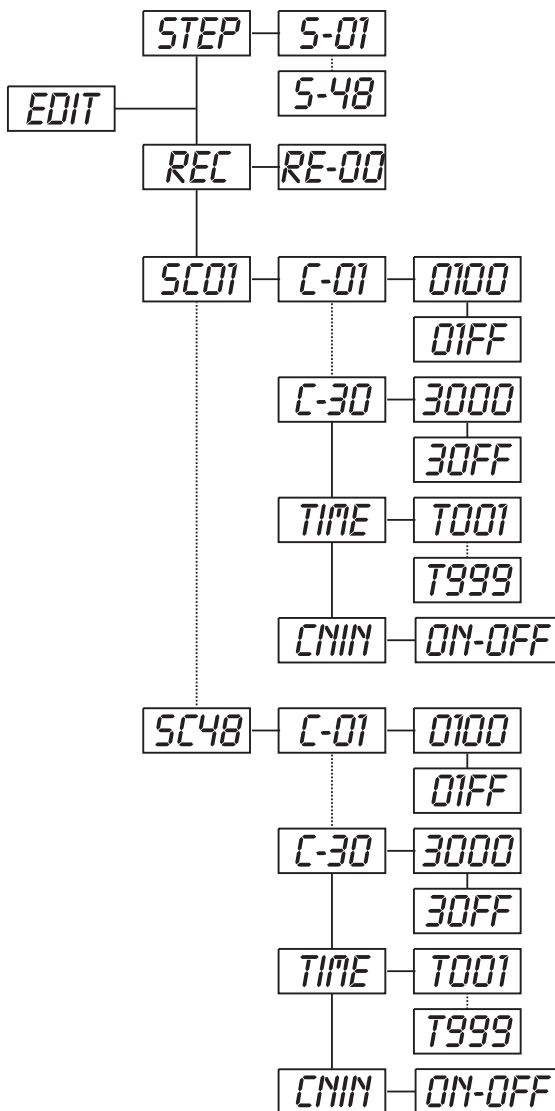 STEP
S-01
S-48
EDIT
REC
RE-00
SC01
C-01
0100
01FF
C-30
3000
30FF
TIME
T001
T999
CNIN
ON-OFF
SC48
C-01
0100
01FF
C-30
3000
30FF
TIME
T001
T999
CNIN
ON-OFF